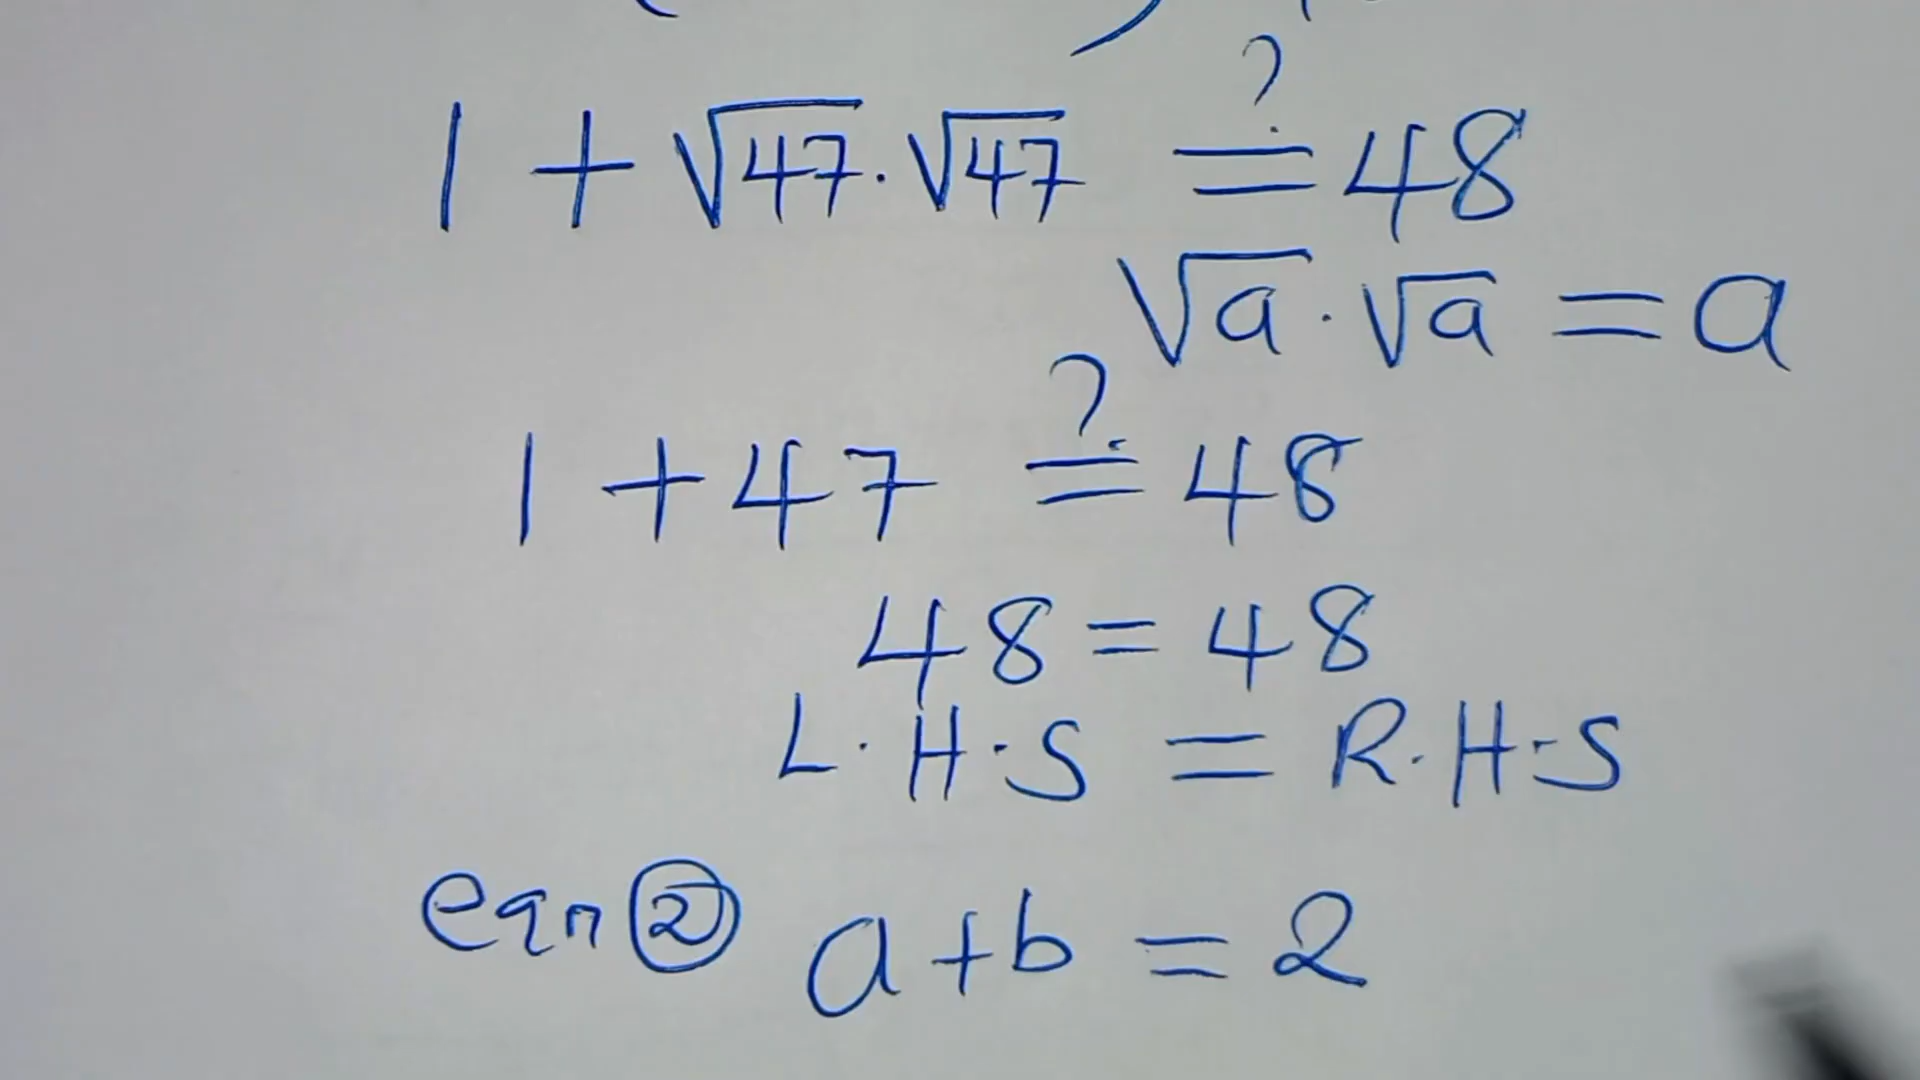 1 + √47 · √47 ≟ 48
√a · √a = a
1 + 47 ≟ 48
48 = 48
L.H.S = R.H.S
eqn ② a + b = 2